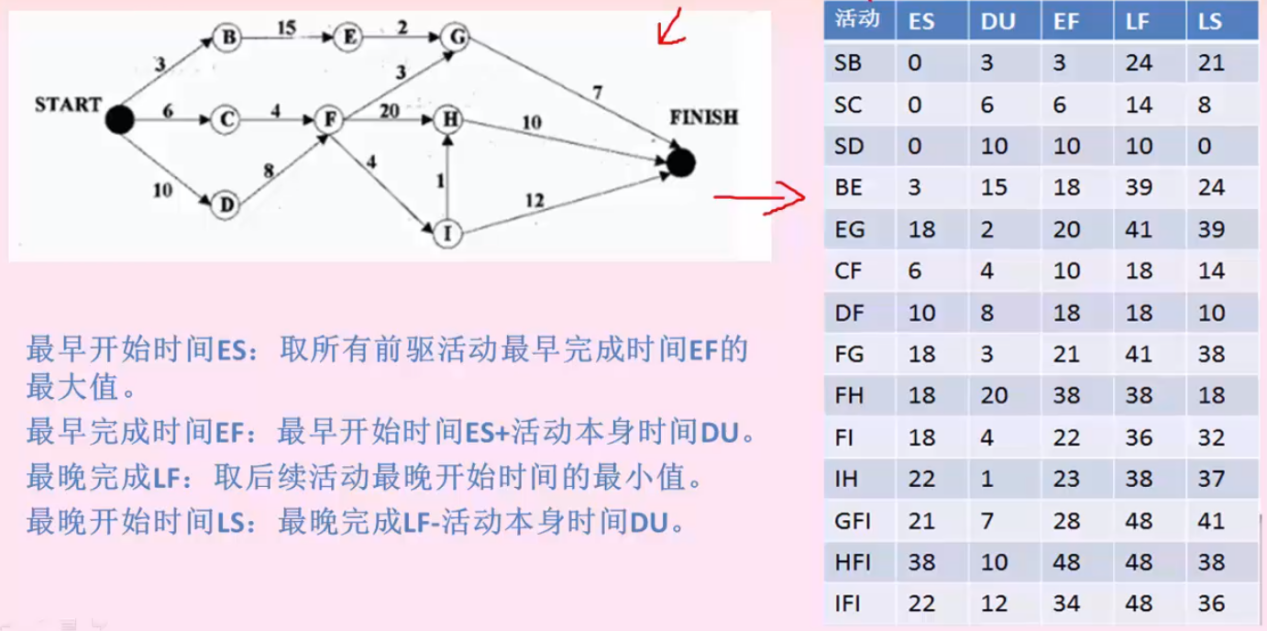 B 15 E 2 G
3 3 7
START 6 C 4 F 20 H 10 FINISH
10 8 4 1 12
D I
最早开始时间ES：取所有前驱活动最早完成时间EF的
最大值。
最早完成时间EF：最早开始时间ES+活动本身时间DU。
最晚完成LF：取后续活动最晚开始时间的最小值。
最晚开始时间LS：最晚完成LF-活动本身时间DU。
活动 ES DU EF LF LS
SB 0 3 3 24 21
SC 0 6 6 14 8
SD 0 10 10 10 0
BE 3 15 18 39 24
EG 18 2 20 41 39
CF 6 4 10 18 14
DF 10 8 18 18 10
FG 18 3 21 41 38
FH 18 20 38 38 18
FI 18 4 22 36 32
IH 22 1 23 38 37
GFI 21 7 28 48 41
HFI 38 10 48 48 38
IFI 22 12 34 48 36